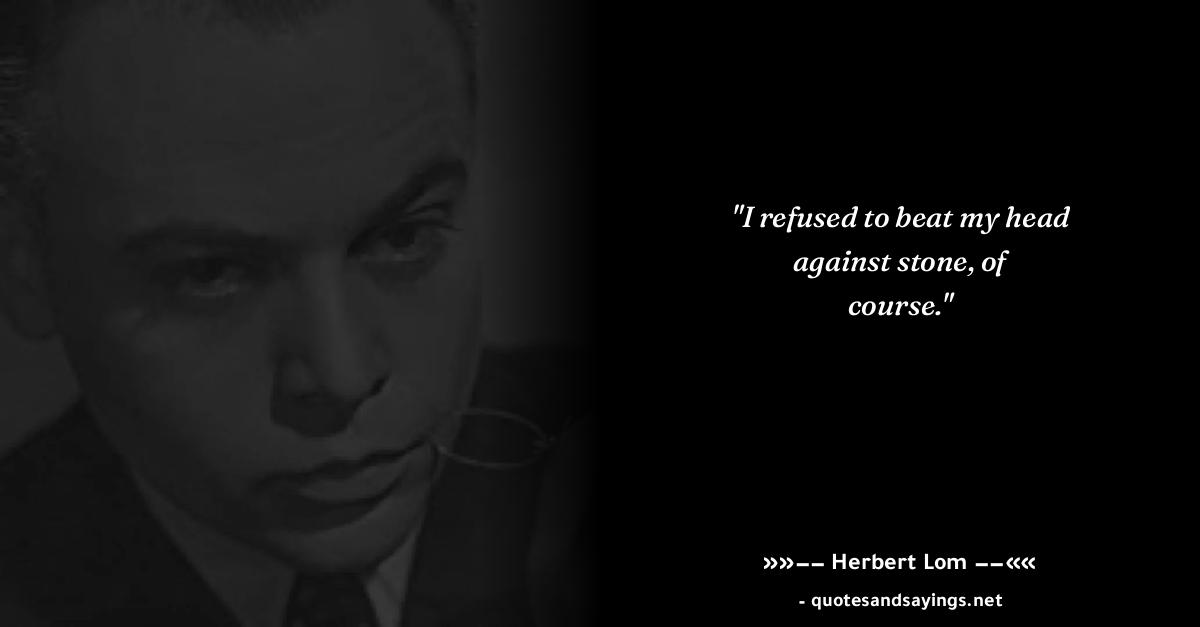 "I refused to beat my head
against stone, of
course."
»»—— Herbert Lom ——««
- quotesandsayings.net